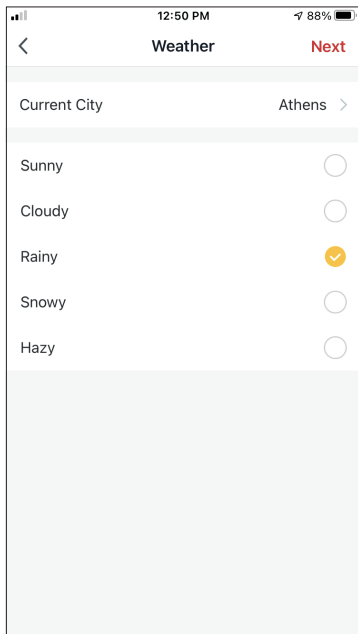 12:50 PM 88%
Weather Next
Current City Athens
Sunny
Cloudy
Rainy
Snowy
Hazy